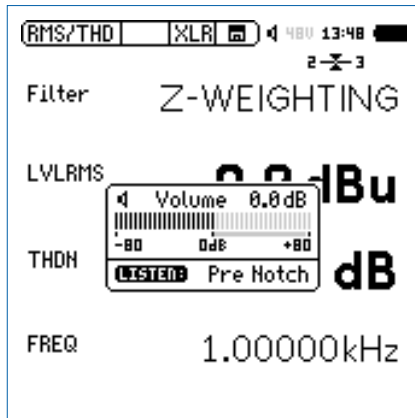 RMS/THD XLR 48V 13:48
2 3
Filter Z-WEIGHTING
LVLRMS dBu
Volume 0.0dB
-80 0dB +80
THDN dB
LISTEN: Pre Notch
FREQ 1.00000kHz